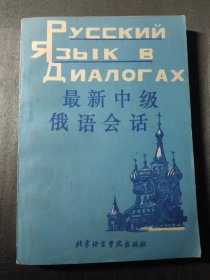 Русский
Язык в
Диалогах
最新中级
俄语会话
北京语言学院出版社